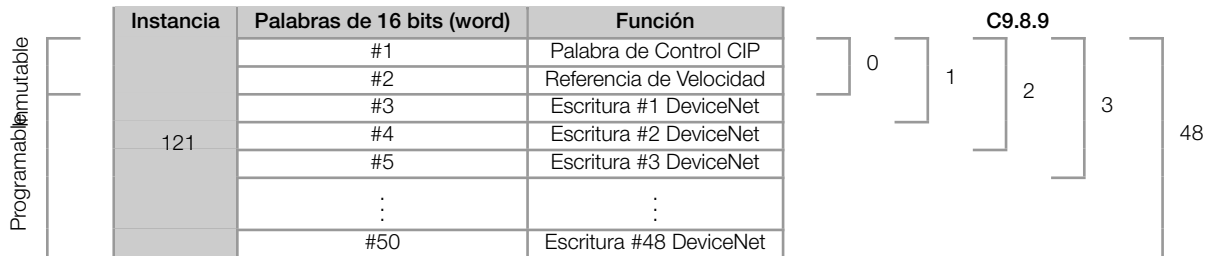 Instancia Palabras de 16 bits (word) Función C9.8.9
#1 Palabra de Control CIP
#2 Referencia de Velocidad
#3 Escritura #1 DeviceNet
#4 Escritura #2 DeviceNet
#5 Escritura #3 DeviceNet
#50 Escritura #48 DeviceNet
121
Inmutable
Programable
0
1
2
3
48